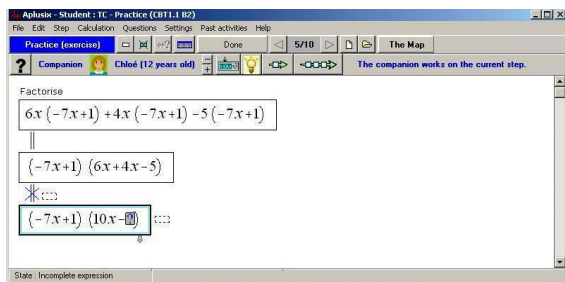 Aplusix - Student : TC - Practice (CBT1.1 B2)
File Edit Step Calculation Questions Settings Past activities Help
Practice (exercise) Done 5/10 The Map
? Companion Chloé (12 years old) The companion works on the current step.
Factorise
6x(-7x+1)+4x(-7x+1)-5(-7x+1)
(-7x+1)(6x+4x-5)
(-7x+1)(10x-?)
State : Incomplete expression